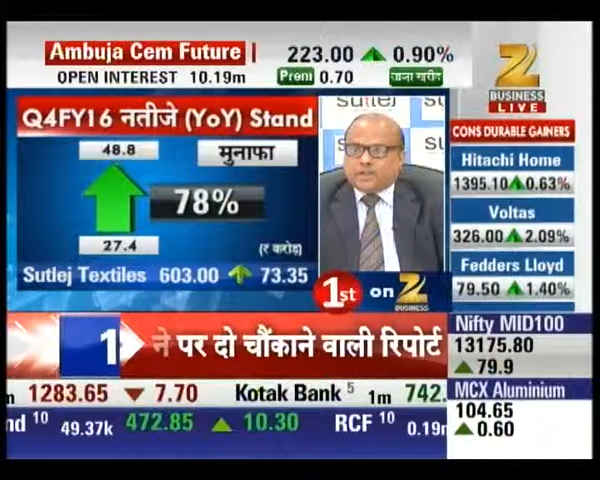 Ambuja Cem Future
223.00 0.90%
OPEN INTEREST 10.19m
Prem 0.70
ताजा खरीद
Z
BUSINESS
LIVE
Q4FY16 नतीजे (YoY) Stand
48.8
मुनाफा
78%
27.4
(₹ करोड़)
Sutlej Textiles 603.00 73.35
sutlej
1st on Z
BUSINESS
CONS DURABLE GAINERS
Hitachi Home
1395.10 0.63%
Voltas
326.00 2.09%
Fedders Lloyd
79.50 1.40%
1
ने पर दो चौंकाने वाली रिपोर्ट
Nifty MID100
13175.80
79.9
1283.65 7.70 Kotak Bank 5 1m 742.
nd 10 49.37k 472.85 10.30 RCF 10 0.19
MCX Aluminium
104.65
0.60